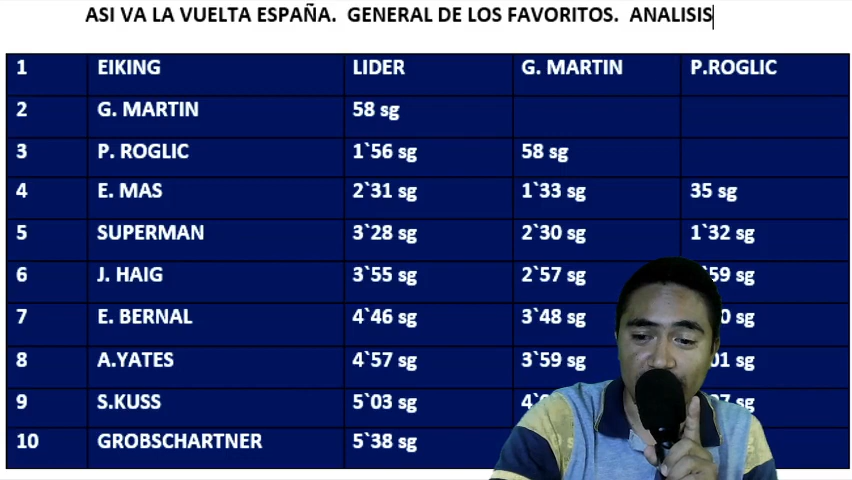 ASI VA LA VUELTA ESPAÑA. GENERAL DE LOS FAVORITOS. ANALISIS
1 EIKING LIDER G. MARTIN P.ROGLIC
2 G. MARTIN 58 sg
3 P. ROGLIC 1`56 sg 58 sg
4 E. MAS 2`31 sg 1`33 sg 35 sg
5 SUPERMAN 3`28 sg 2`30 sg 1`32 sg
6 J. HAIG 3`55 sg 2`57 sg sg
7 E. BERNAL 4`46 sg 3`48 sg sg
8 A.YATES 4`57 sg 3`59 sg sg
9 S.KUSS 5`03 sg sg
10 GROBSCHARTNER 5`38 sg